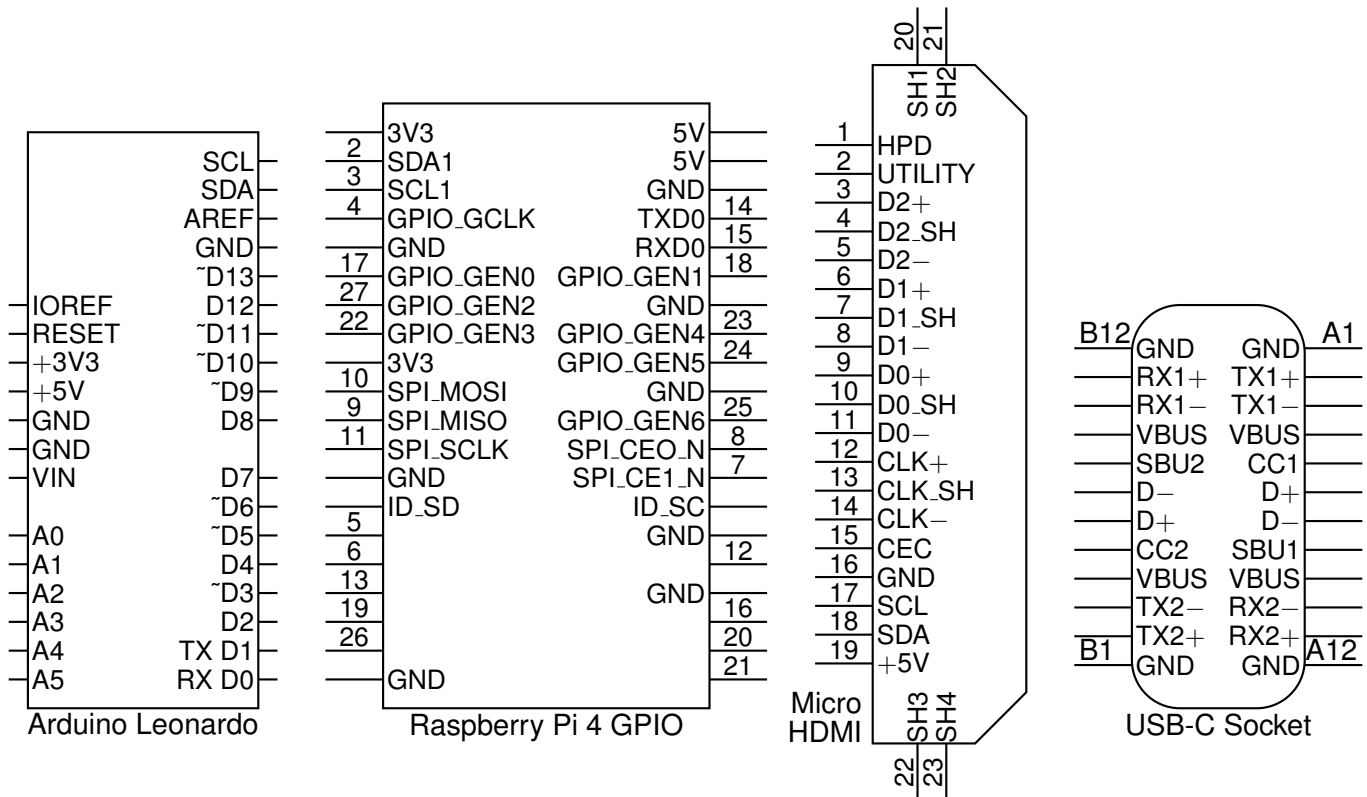 SCL
SDA
AREF
GND
~D13
IOREF D12
RESET ~D11
+3V3 ~D10
+5V ~D9
GND D8
GND
VIN D7
~D6
A0 ~D5
A1 D4
A2 ~D3
A3 D2
A4 TX D1
A5 RX D0
Arduino Leonardo
3V3 5V
2 SDA1 5V
3 SCL1 GND
4 GPIO_GCLK TXD0 14
GND RXD0 15
17 GPIO_GEN0 GPIO_GEN1 18
27 GPIO_GEN2 GND
22 GPIO_GEN3 GPIO_GEN4 23
3V3 GPIO_GEN5 24
10 SPI_MOSI GND
9 SPI_MISO GPIO_GEN6 25
11 SPI_SCLK SPI_CEO_N 8
GND SPI_CE1_N 7
ID_SD ID_SC
5 GND
6 12
13 GND
19 16
26 20
GND 21
Raspberry Pi 4 GPIO
20 21
SH1 SH2
1 HPD
2 UTILITY
3 D2+
4 D2_SH
5 D2−
6 D1+
7 D1_SH
8 D1−
9 D0+
10 D0_SH
11 D0−
12 CLK+
13 CLK_SH
14 CLK−
15 CEC
16 GND
17 SCL
18 SDA
19 +5V
Micro
HDMI
SH3 SH4
22 23
B12 GND GND A1
RX1+ TX1+
RX1− TX1−
VBUS VBUS
SBU2 CC1
D− D+
D+ D−
CC2 SBU1
VBUS VBUS
TX2− RX2−
TX2+ RX2+
B1 GND GND A12
USB-C Socket